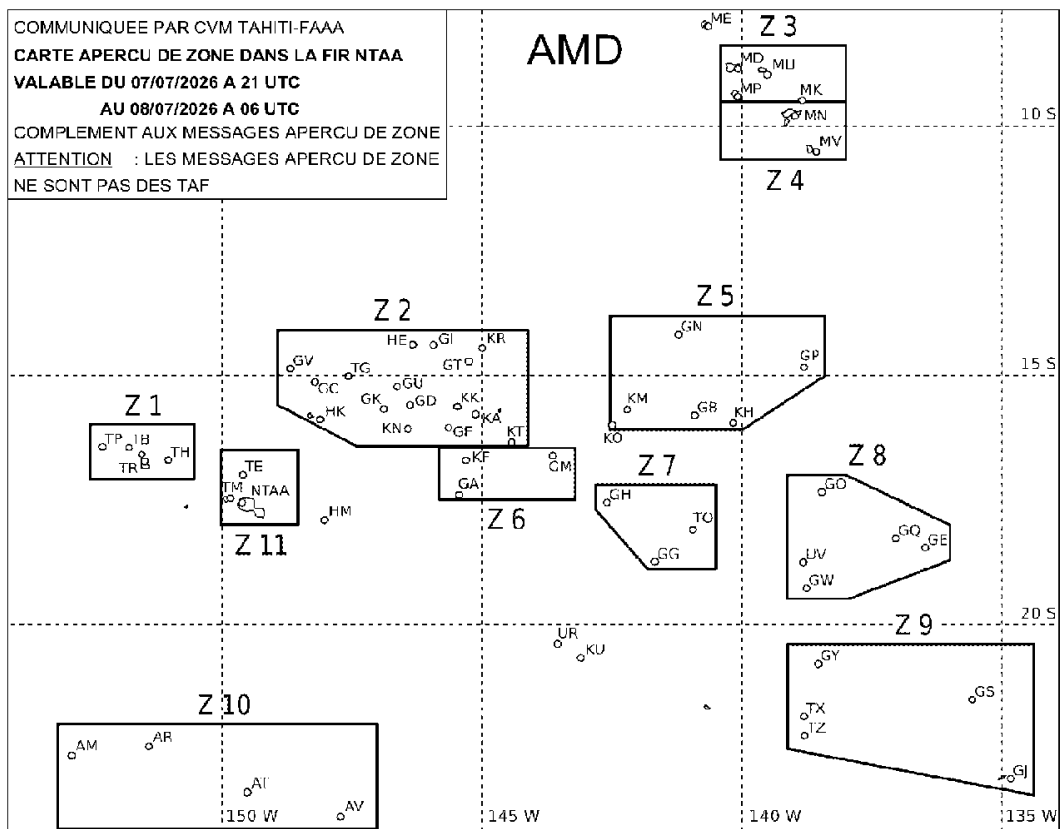 COMMUNIQUEE PAR CVM TAHITI-FAAA
CARTE APERCU DE ZONE DANS LA FIR NTAA
VALABLE DU 07/07/2026 A 21 UTC
AU 08/07/2026 A 06 UTC
COMPLEMENT AUX MESSAGES APERCU DE ZONE
ATTENTION : LES MESSAGES APERCU DE ZONE
NE SONT PAS DES TAF
AMD
ME
Z 3
MD
MU
MP
MK
MN
10 S
MV
Z 4
Z 2
HE
GI
KR
GV
TG
GT
GC
GU
GK
GD
KK
HK
KA
KN
GF
KT
Z 5
GN
GP
15 S
KM
GB
KH
KO
Z 1
TP
TB
TR
TH
TE
TM
NTAA
Z 11
HM
KF
GM
GA
Z 6
Z 7
GH
TO
GG
Z 8
GO
GQ
GE
UV
GW
20 S
UR
KU
Z 9
GY
GS
TX
TZ
GJ
Z 10
AM
AR
AT
AV
150 W
145 W
140 W
135 W